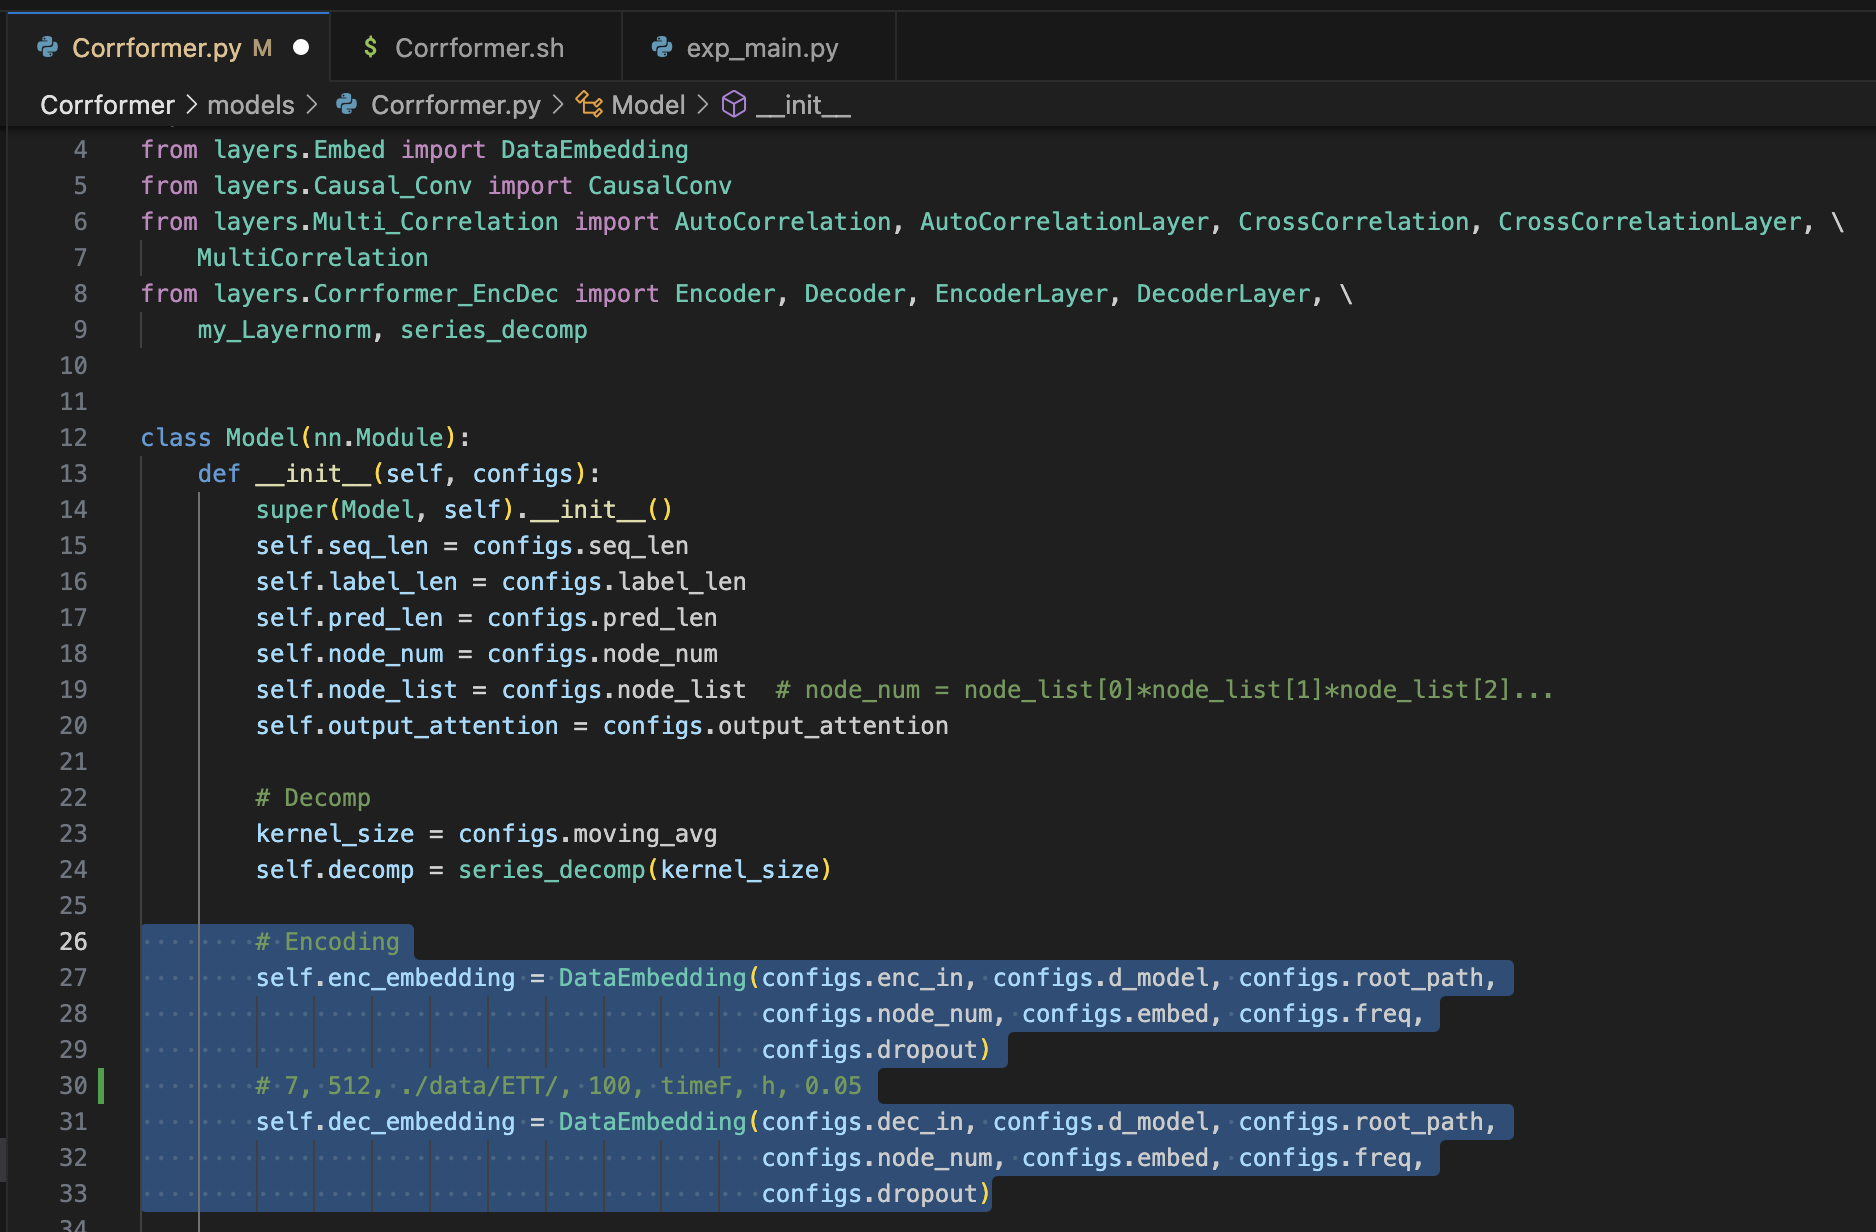 Corrformer.py M
$ Corrformer.sh
exp_main.py
Corrformer > models > Corrformer.py > Model > __init__
4 from layers.Embed import DataEmbedding
5 from layers.Causal_Conv import CausalConv
6 from layers.Multi_Correlation import AutoCorrelation, AutoCorrelationLayer, CrossCorrelation, CrossCorrelationLayer, \
7     MultiCorrelation
8 from layers.Corrformer_EncDec import Encoder, Decoder, EncoderLayer, DecoderLayer, \
9     my_Layernorm, series_decomp
10
11
12 class Model(nn.Module):
13     def __init__(self, configs):
14         super(Model, self).__init__()
15         self.seq_len = configs.seq_len
16         self.label_len = configs.label_len
17         self.pred_len = configs.pred_len
18         self.node_num = configs.node_num
19         self.node_list = configs.node_list  # node_num = node_list[0]*node_list[1]*node_list[2]...
20         self.output_attention = configs.output_attention
21
22         # Decomp
23         kernel_size = configs.moving_avg
24         self.decomp = series_decomp(kernel_size)
25
26         # Encoding
27         self.enc_embedding = DataEmbedding(configs.enc_in, configs.d_model, configs.root_path,
28                                            configs.node_num, configs.embed, configs.freq,
29                                            configs.dropout)
30         # 7, 512, ./data/ETT/, 100, timeF, h, 0.05
31         self.dec_embedding = DataEmbedding(configs.dec_in, configs.d_model, configs.root_path,
32                                            configs.node_num, configs.embed, configs.freq,
33                                            configs.dropout)
34